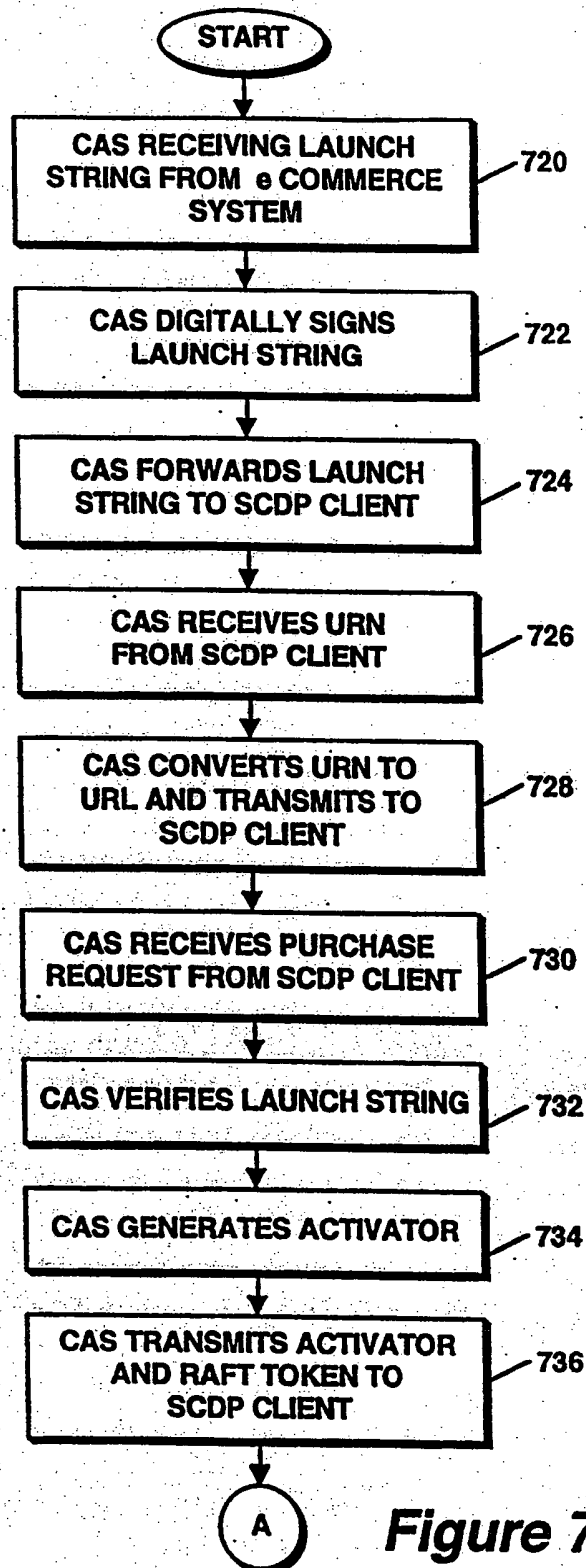 START
CAS RECEIVING LAUNCH
STRING FROM e COMMERCE
SYSTEM
720
CAS DIGITALLY SIGNS
LAUNCH STRING
722
CAS FORWARDS LAUNCH
STRING TO SCDP CLIENT
724
CAS RECEIVES URN
FROM SCDP CLIENT
726
CAS CONVERTS URN TO
URL AND TRANSMITS TO
SCDP CLIENT
728
CAS RECEIVES PURCHASE
REQUEST FROM SCDP CLIENT
730
CAS VERIFIES LAUNCH STRING
732
CAS GENERATES ACTIVATOR
734
CAS TRANSMITS ACTIVATOR
AND RAFT TOKEN TO
SCDP CLIENT
736
A
Figure 7